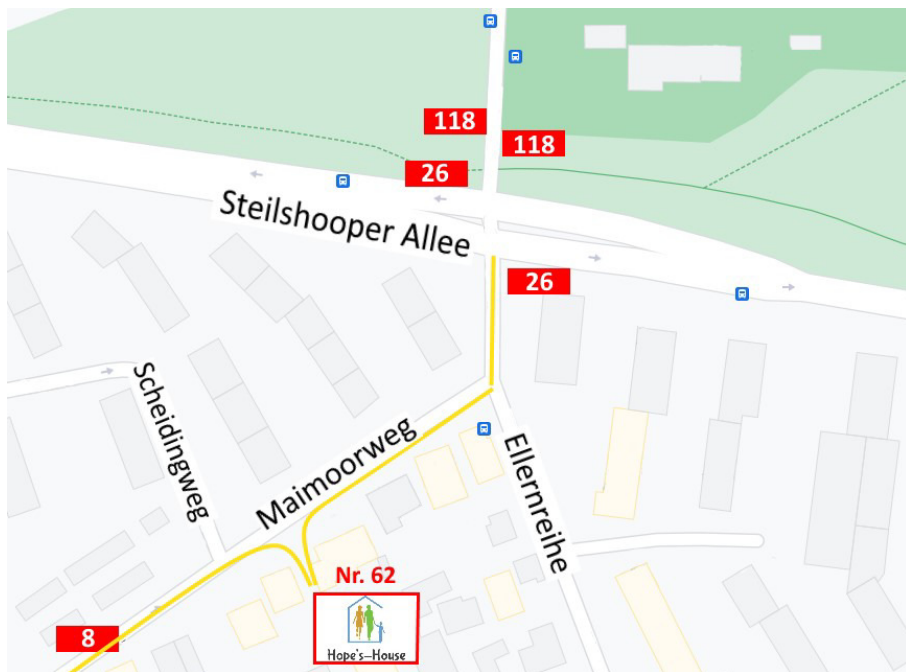 118
118
26
Steilshooper Allee
26
Scheidingweg
Maimoorweg
Ellernreihe
Nr. 62
8
Hope's-House